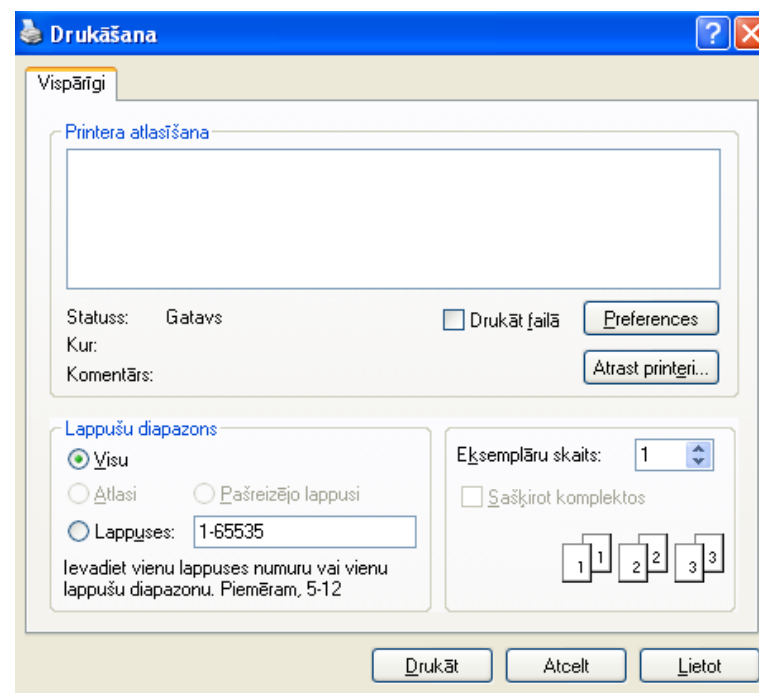 Drukāšana
Vispārīgi
Printera atlasīšana
Statuss: Gatavs
Drukāt failā
Preferences
Kur:
Komentārs:
Atrast printeri...
Lappušu diapazons
Visu
Atlasi
Pašreizējo lappusi
Lappuses: 1-65535
Ievadiet vienu lappuses numuru vai vienu
lappušu diapazonu. Piemēram, 5-12
Eksemplāru skaits: 1
Sašķirot komplektos
1 1 2 2 3 3
Drukāt
Atcelt
Lietot